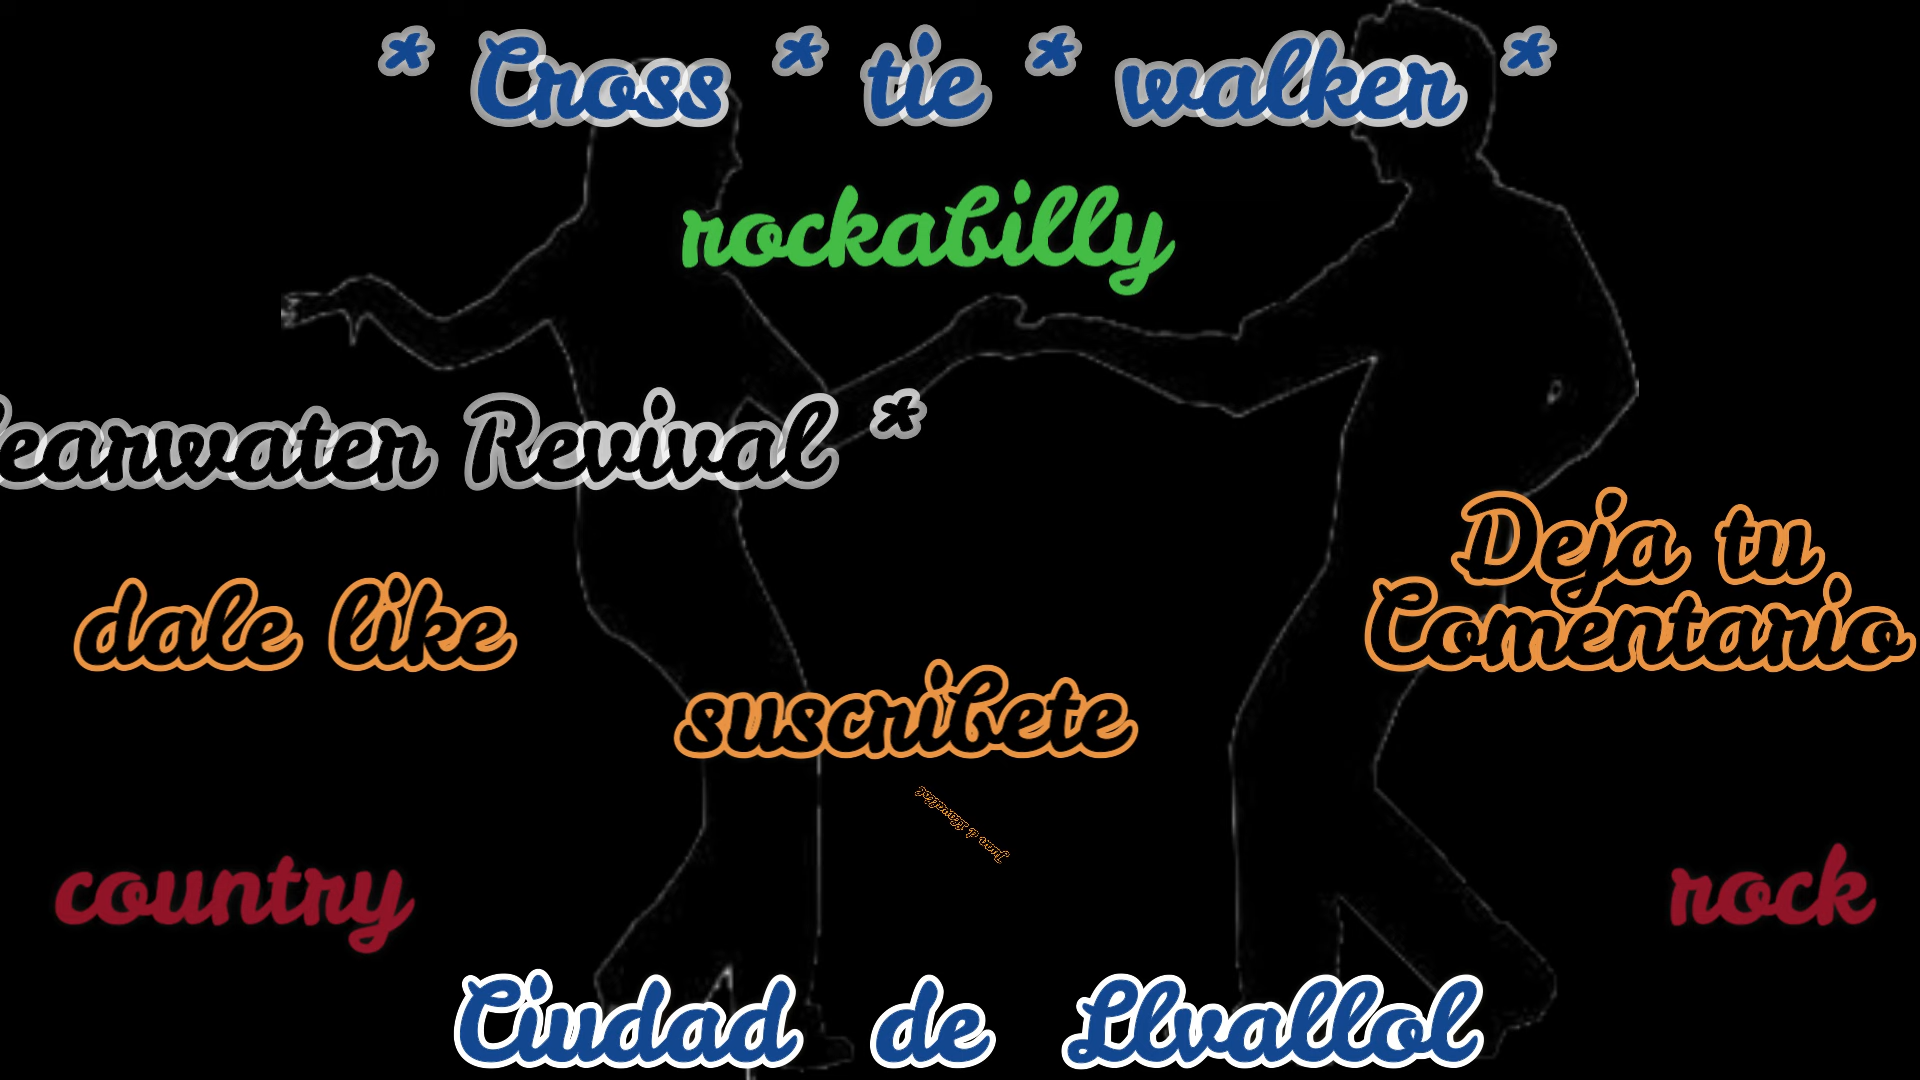 * Cross * tie * walker *
rockabilly
earwater Revival *
Deja tu
Comentario
dale like
suscribete
country
rock
Ciudad de Llvallol